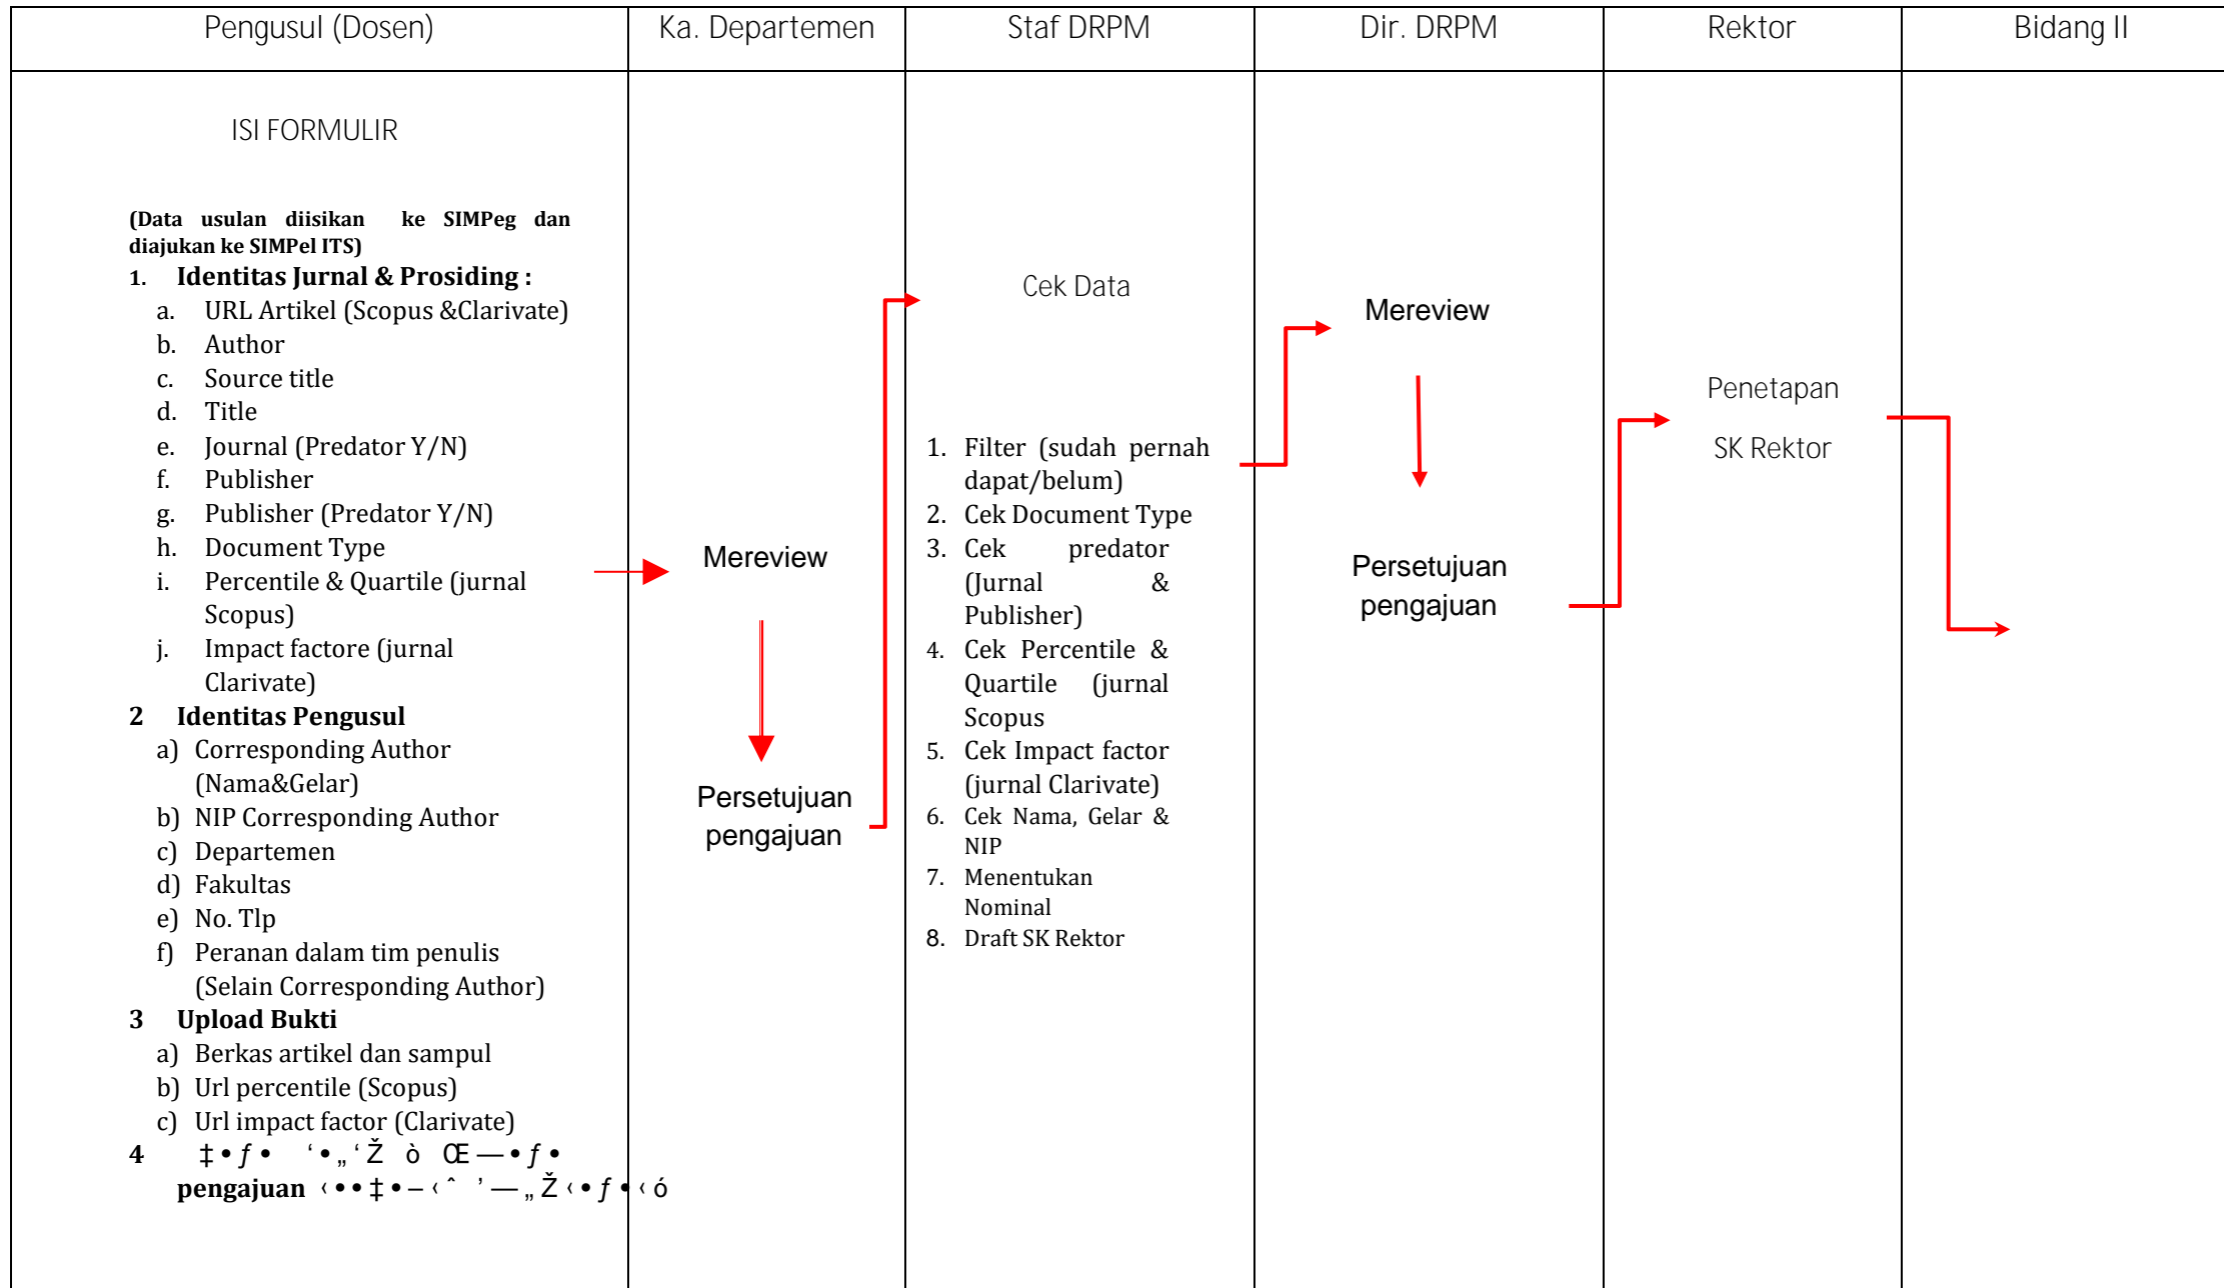 Pengusul (Dosen)
Ka. Departemen
Staf DRPM
Dir. DRPM
Rektor
Bidang II
ISI FORMULIR
(Data usulan diisikan ke SIMPeg dan
diajukan ke SIMPel ITS)
1. Identitas Jurnal & Prosiding :
a. URL Artikel (Scopus &Clarivate)
b. Author
c. Source title
d. Title
e. Journal (Predator Y/N)
f. Publisher
g. Publisher (Predator Y/N)
h. Document Type
i. Percentile & Quartile (jurnal
Scopus)
j. Impact factore (jurnal
Clarivate)
2 Identitas Pengusul
a) Corresponding Author
(Nama&Gelar)
b) NIP Corresponding Author
c) Departemen
d) Fakultas
e) No. Tlp
f) Peranan dalam tim penulis
(Selain Corresponding Author)
3 Upload Bukti
a) Berkas artikel dan sampul
b) Url percentile (Scopus)
c) Url impact factor (Clarivate)
4
pengajuan
Mereview
Persetujuan
pengajuan
Cek Data
1. Filter (sudah pernah
dapat/belum)
2. Cek Document Type
3. Cek predator
(Jurnal &
Publisher)
4. Cek Percentile &
Quartile (jurnal
Scopus
5. Cek Impact factor
(jurnal Clarivate)
6. Cek Nama, Gelar &
NIP
7. Menentukan
Nominal
8. Draft SK Rektor
Mereview
Persetujuan
pengajuan
Penetapan
SK Rektor